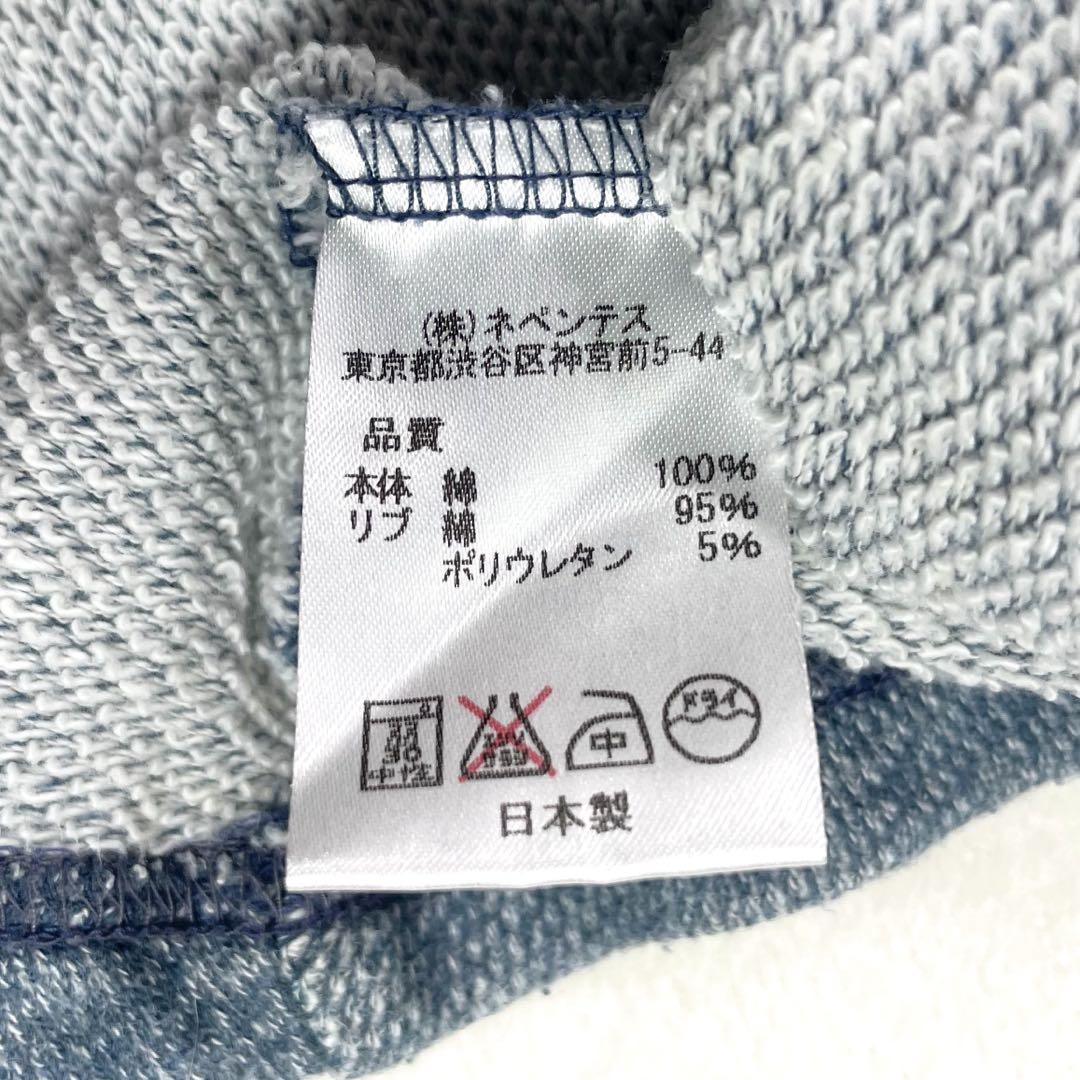 (株)ネペンテス
東京都渋谷区神宮前5-44
品質
本体 綿 100%
リブ 綿 95%
ポリウレタン 5%
中性
中
ドライ
日本製